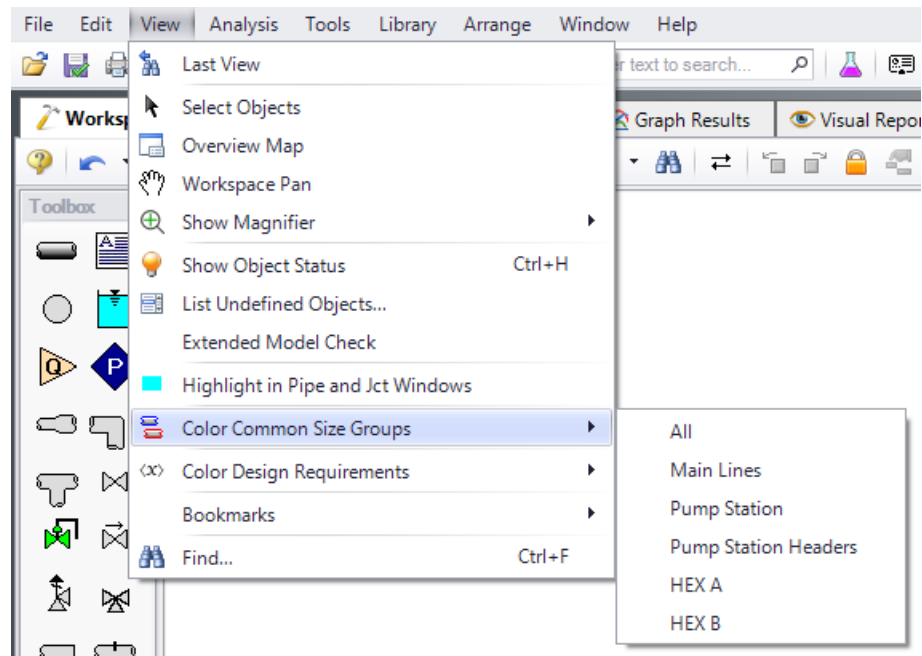 File Edit View Analysis Tools Library Arrange Window Help
Last View
r text to search...
Works
Graph Results
Visual Repor
Select Objects
Overview Map
Workspace Pan
Toolbox
Show Magnifier
Show Object Status Ctrl+H
List Undefined Objects...
Extended Model Check
Q
P
Highlight in Pipe and Jct Windows
Color Common Size Groups
All
Color Design Requirements
Main Lines
Bookmarks
Pump Station
Find... Ctrl+F
Pump Station Headers
HEX A
HEX B